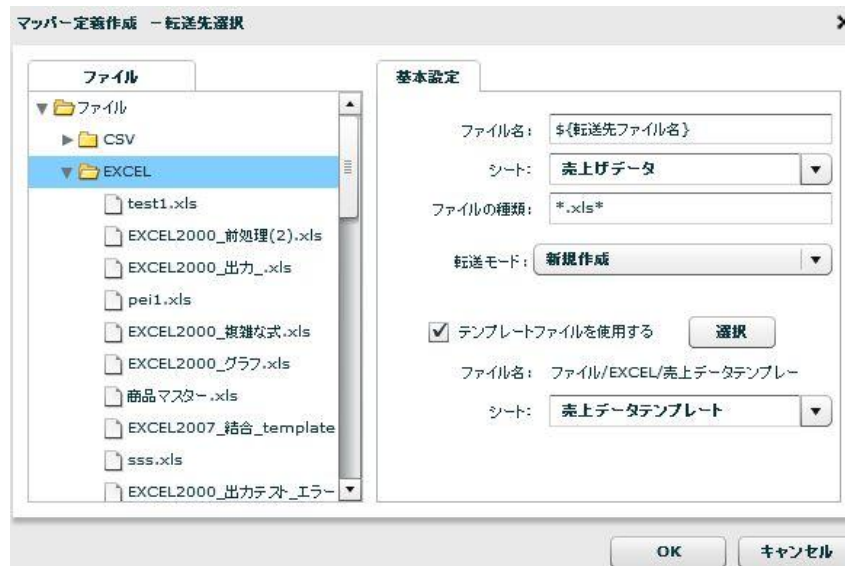 マッパー定義作成 －転送先選択
ファイル
ファイル
CSV
EXCEL
test1.xls
EXCEL2000_前処理(2).xls
EXCEL2000_出力_.xls
pei1.xls
EXCEL2000_複雑な式.xls
EXCEL2000_グラフ.xls
商品マスター.xls
EXCEL2007_結合_template
sss.xls
EXCEL2000_出力テスト_エラー
基本設定
ファイル名： ${転送先ファイル名}
シート： 売上げデータ
ファイルの種類： *.xls*
転送モード： 新規作成
テンプレートファイルを使用する 選択
ファイル名： ファイル/EXCEL/売上データテンプレー
シート： 売上データテンプレート
OK キャンセル